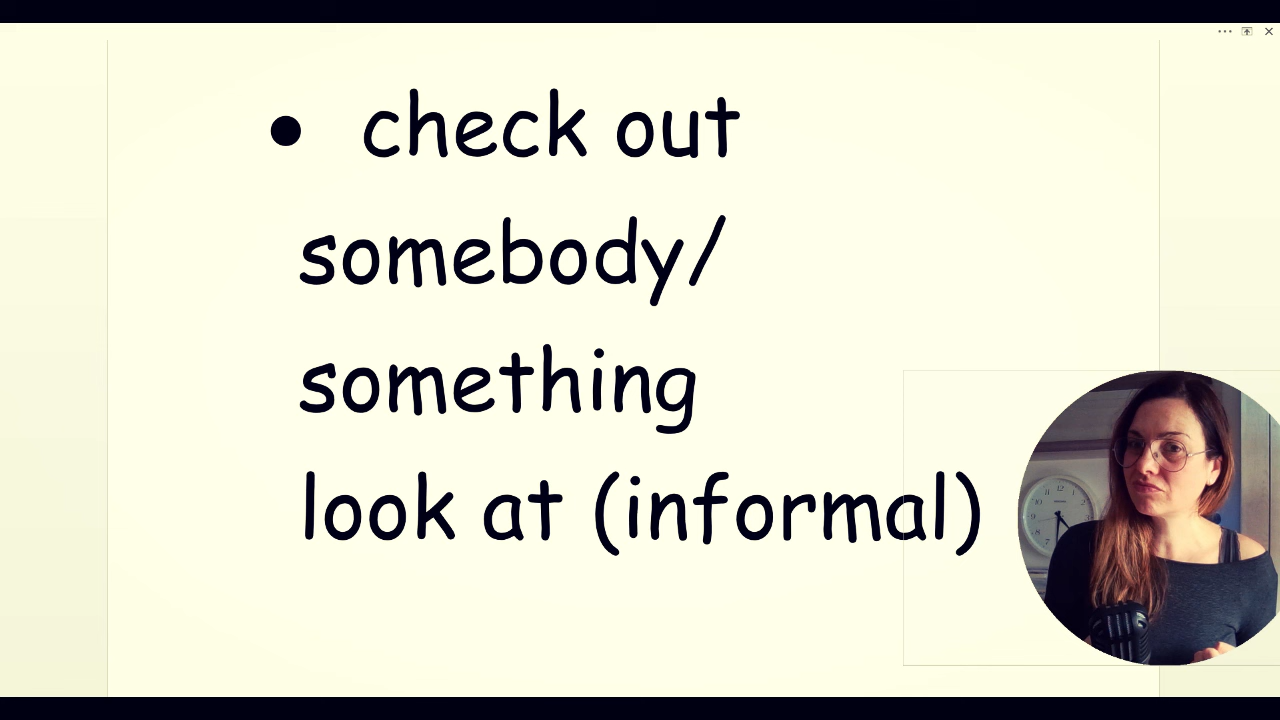 • check out
somebody/
something
look at (informal)